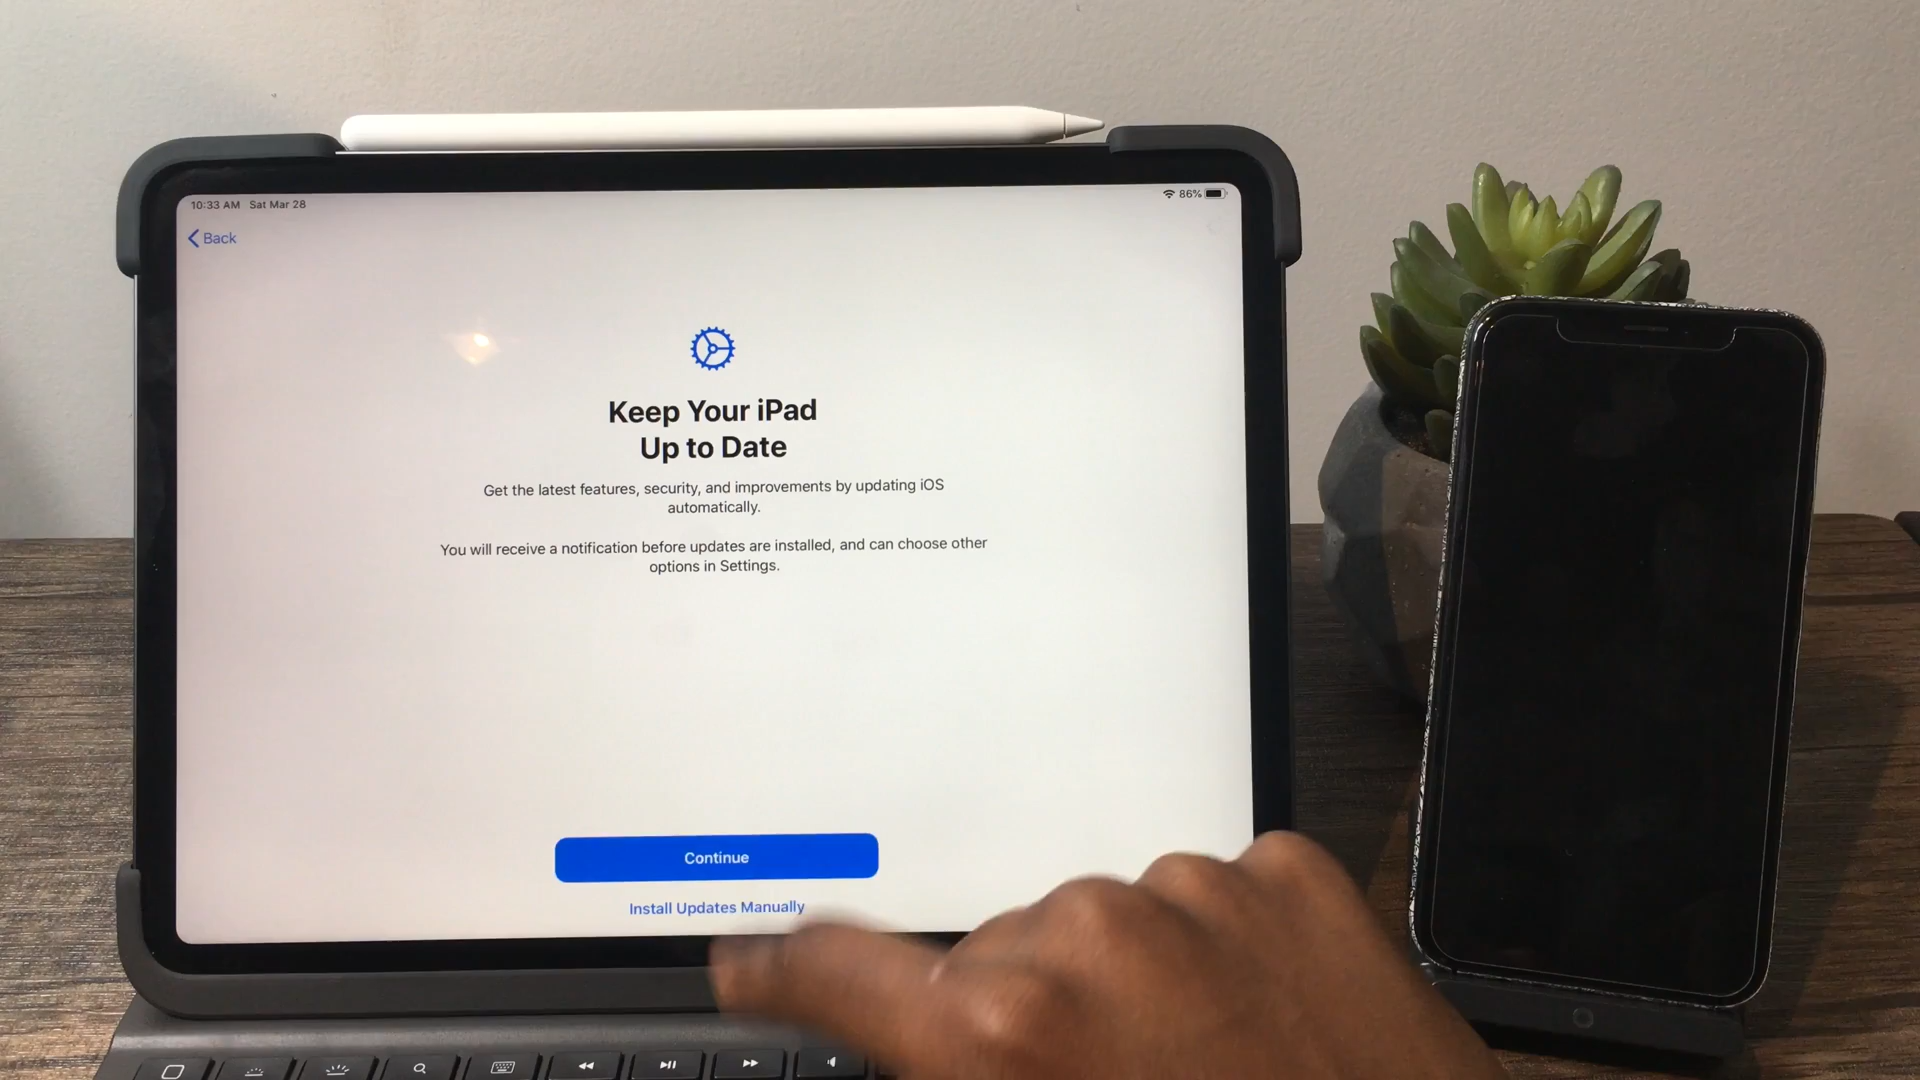 10:33 AM Sat Mar 28
86%
Back
Keep Your iPad
Up to Date
Get the latest features, security, and improvements by updating iOS
automatically.
You will receive a notification before updates are installed, and can choose other
options in Settings.
Continue
Install Updates Manually